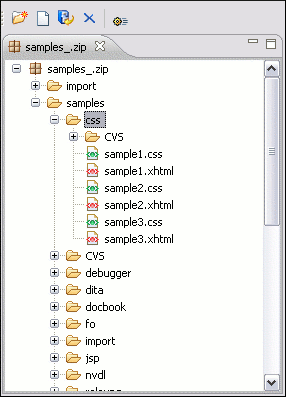 samples_.zip
samples_.zip
import
samples
css
CVS
sample1.css
sample1.xhtml
sample2.css
sample2.xhtml
sample3.css
sample3.xhtml
CVS
debugger
dita
docbook
fo
import
jsp
nvdl